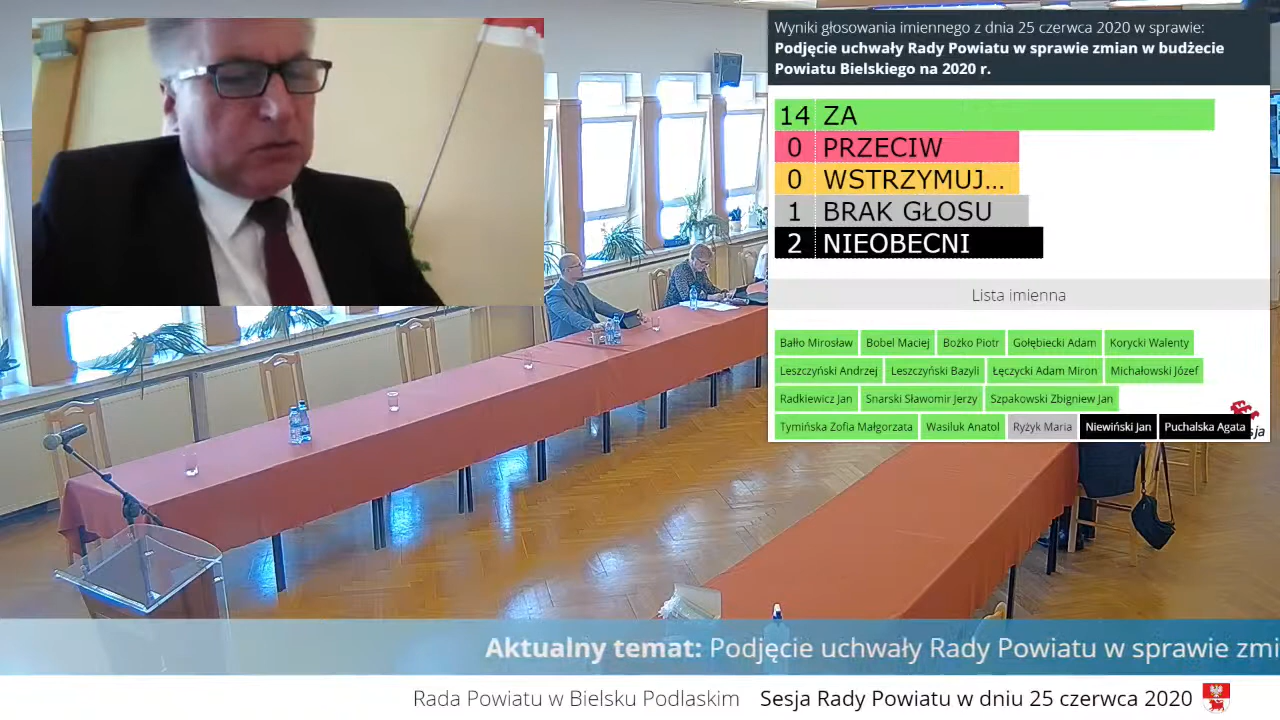 Wyniki głosowania imiennego z dnia 25 czerwca 2020 w sprawie:
Podjęcie uchwały Rady Powiatu w sprawie zmian w budżecie
Powiatu Bielskiego na 2020 r.
14 ZA
0 PRZECIW
0 WSTRZYMUJ...
1 BRAK GŁOSU
2 NIEOBECNI
Lista imienna
Bałło Mirosław Bobel Maciej Bożko Piotr Gołębiecki Adam Korycki Walenty
Leszczyński Andrzej Leszczyński Bazyli Łęczycki Adam Miron Michałowski Józef
Radkiewicz Jan Snarski Sławomir Jerzy Szpakowski Zbigniew Jan
Tymińska Zofia Małgorzata Wasiluk Anatol Ryżyk Maria Niewiński Jan Puchalska Agata
Aktualny temat: Podjęcie uchwały Rady Powiatu w sprawie zmi
Rada Powiatu w Bielsku Podlaskim Sesja Rady Powiatu w dniu 25 czerwca 2020